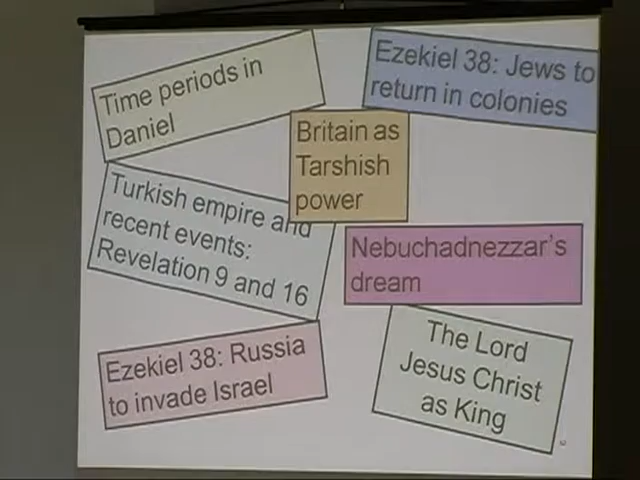 Time periods in
Daniel
Ezekiel 38: Jews to
return in colonies
Britain as
Tarshish
power
Turkish empire and
recent events:
Revelation 9 and 16
Nebuchadnezzar's
dream
Ezekiel 38: Russia
to invade Israel
The Lord
Jesus Christ
as King